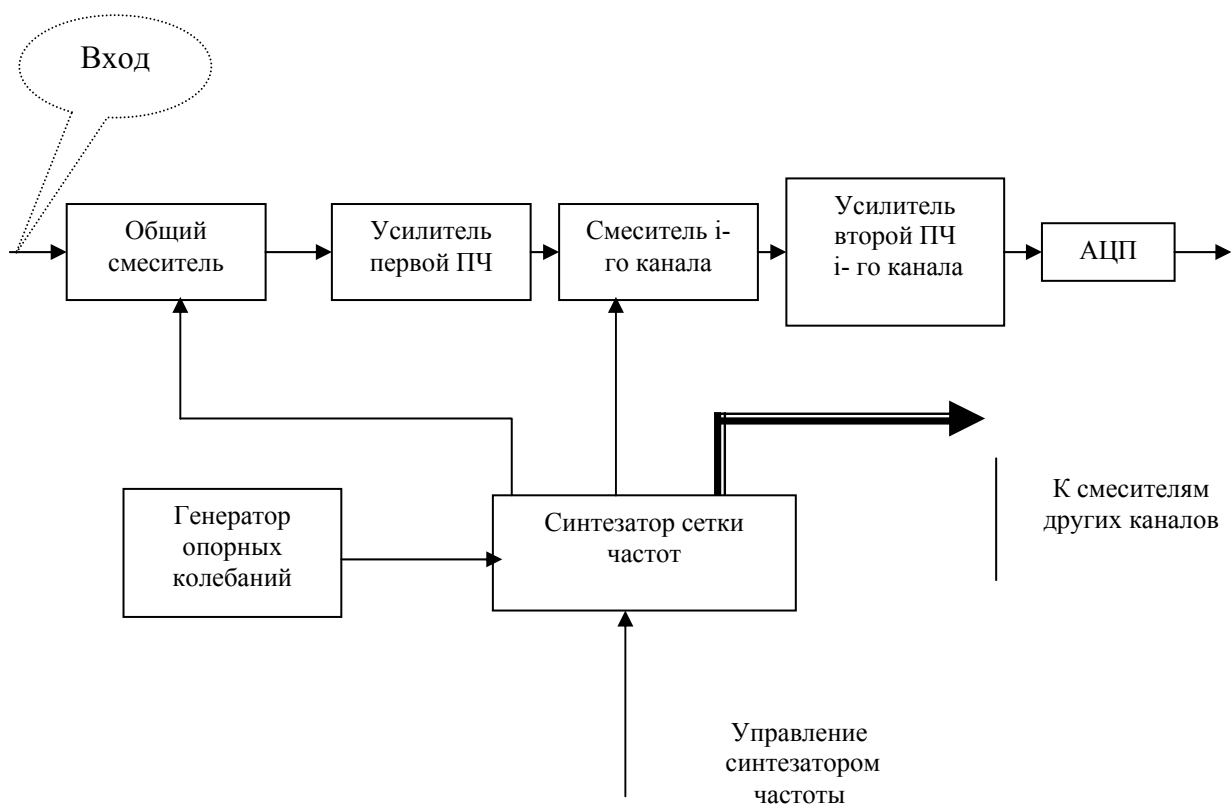 Вход
Общий
смеситель
Усилитель
первой ПЧ
Смеситель i-
го канала
Усилитель
второй ПЧ
i- го канала
АЦП
Генератор
опорных
колебаний
Синтезатор сетки
частот
К смесителям
других каналов
Управление
синтезатором
частоты